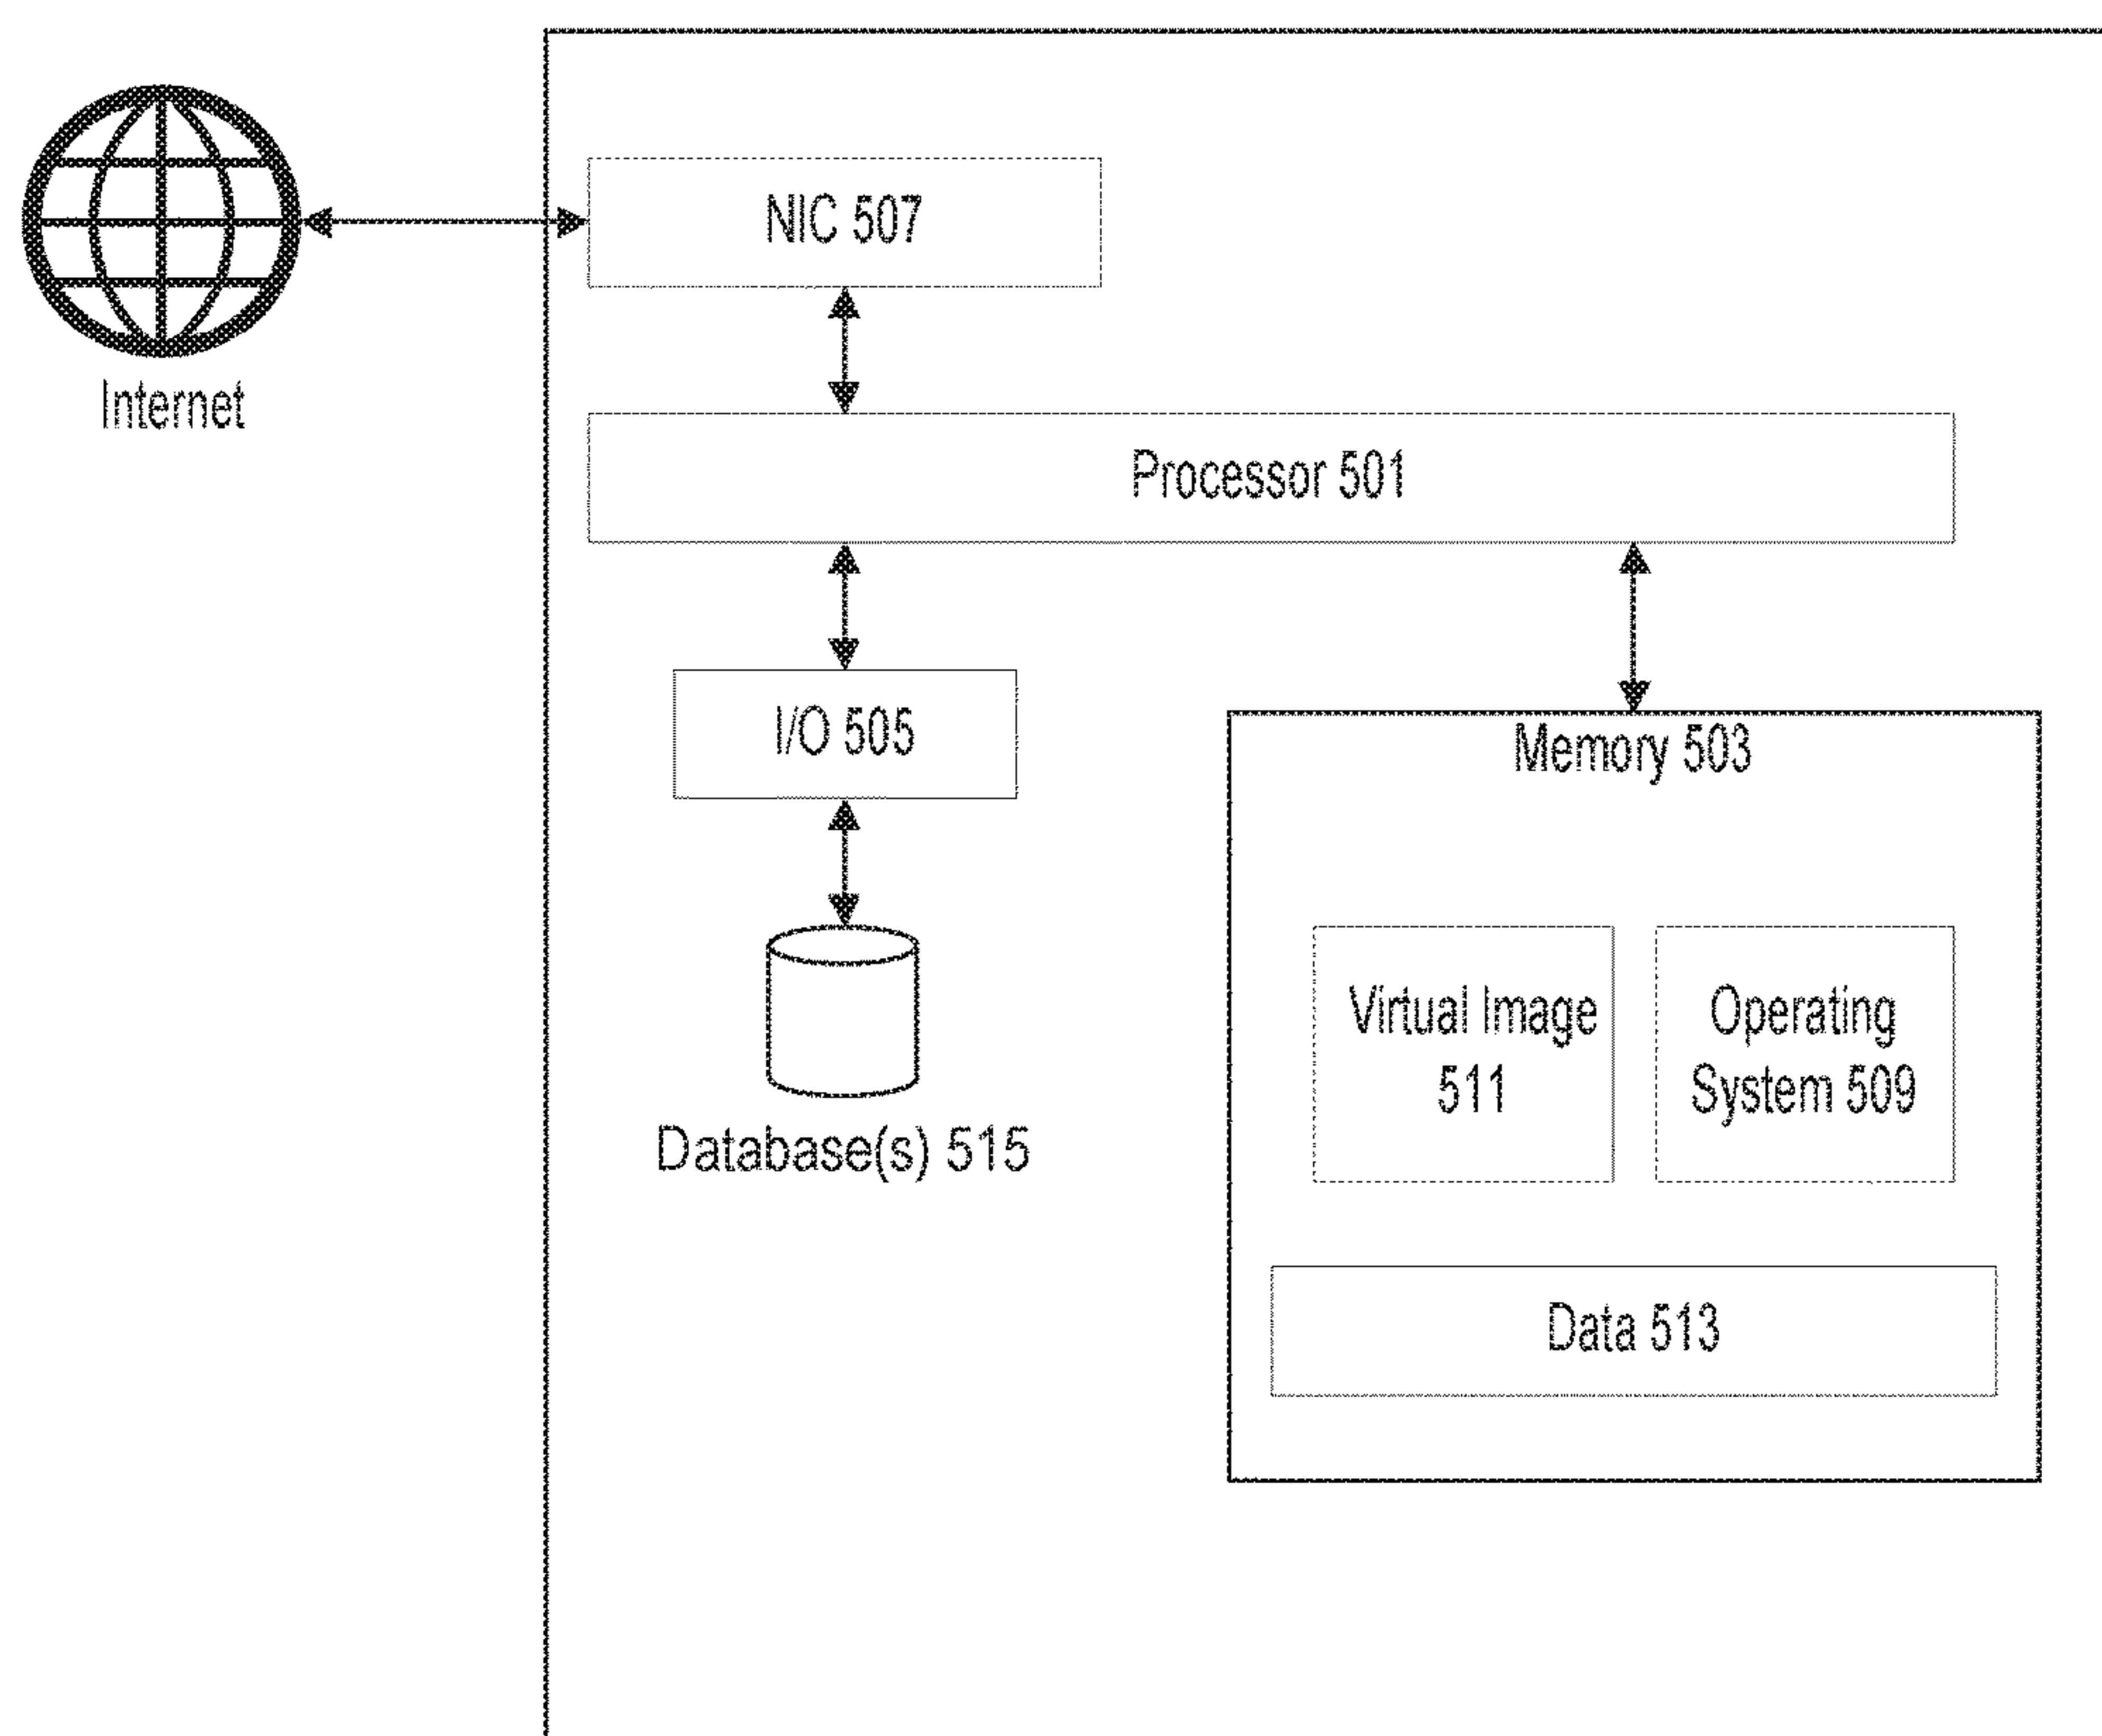 NIC 507
Internet
Processor 501
I/O 505
Memory 503
Virtual Image
511
Operating
System 509
Database(s) 515
Data 513